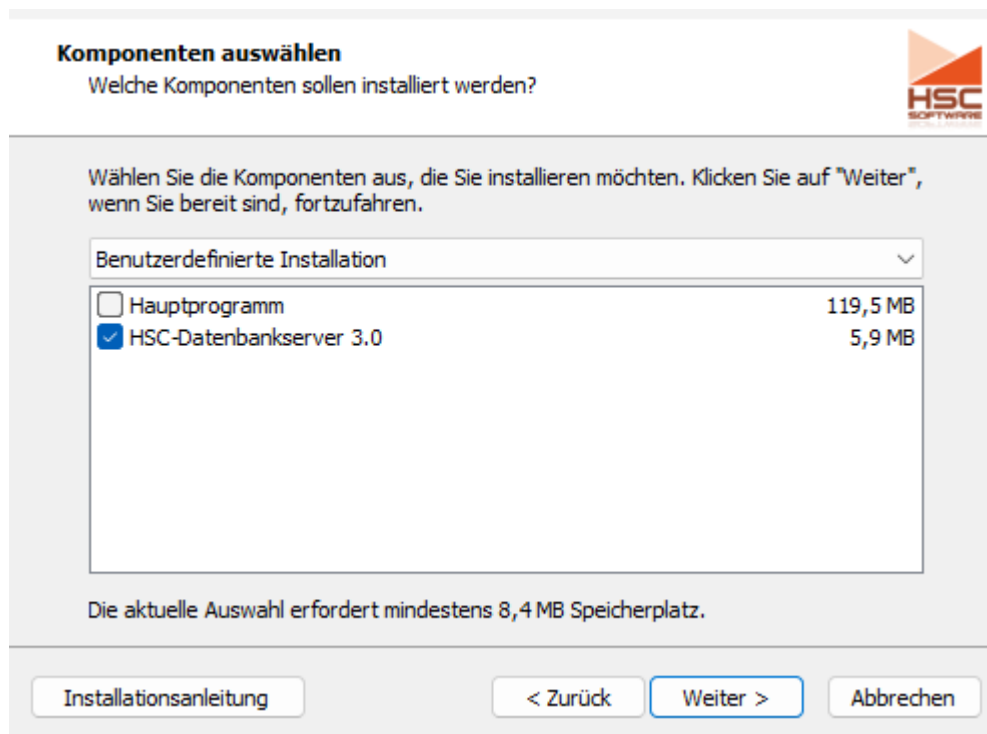 Komponenten auswählen
Welche Komponenten sollen installiert werden?
HSC
SOFTWARE
Wählen Sie die Komponenten aus, die Sie installieren möchten. Klicken Sie auf "Weiter",
wenn Sie bereit sind, fortzufahren.
Benutzerdefinierte Installation
Hauptprogramm 119,5 MB
HSC-Datenbankserver 3.0 5,9 MB
Die aktuelle Auswahl erfordert mindestens 8,4 MB Speicherplatz.
Installationsanleitung < Zurück Weiter > Abbrechen